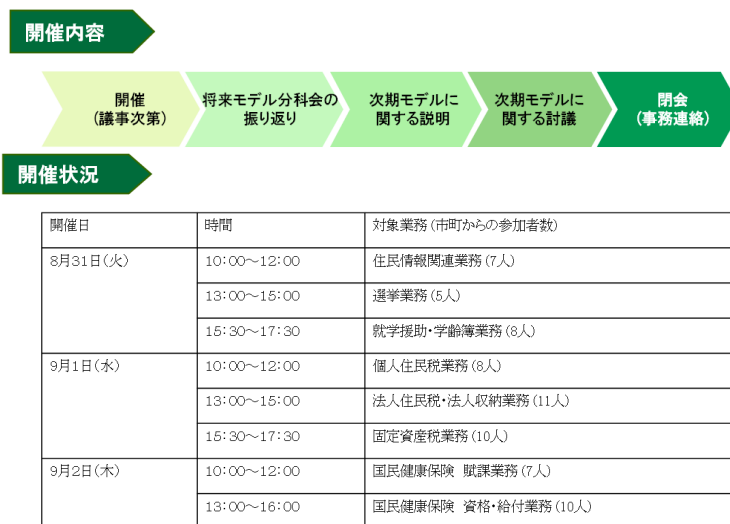 開催内容
開催
(議事次第)
将来モデル分科会の
振り返り
次期モデルに
関する説明
次期モデルに
関する討議
閉会
(事務連絡)
開催状況
開催日 時間 対象業務(市町からの参加者数)
8月31日(火) 10:00～12:00 住民情報関連業務(7人)
13:00～15:00 選挙業務(5人)
15:30～17:30 就学援助・学齢簿業務(8人)
9月1日(水) 10:00～12:00 個人住民税業務(8人)
13:00～15:00 法人住民税・法人収納業務(11人)
15:30～17:30 固定資産税業務(10人)
9月2日(木) 10:00～12:00 国民健康保険 賦課業務(7人)
13:00～16:00 国民健康保険 資格・給付業務(10人)